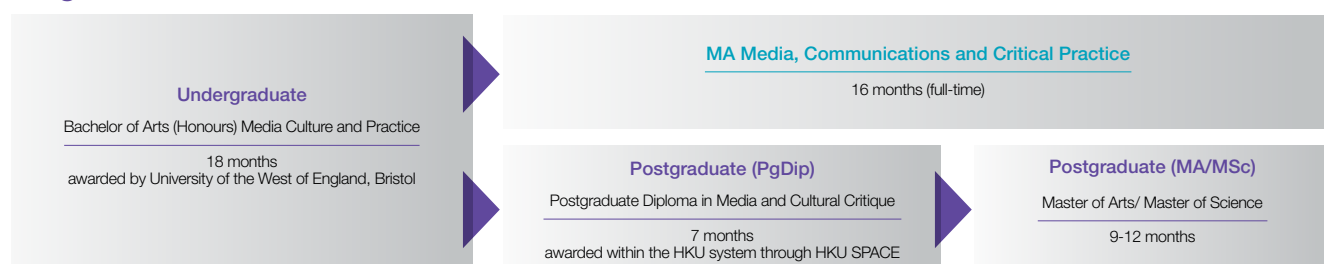 Undergraduate
Bachelor of Arts (Honours) Media Culture and Practice
18 months
awarded by University of the West of England, Bristol
MA Media, Communications and Critical Practice
16 months (full-time)
Postgraduate (PgDip)
Postgraduate Diploma in Media and Cultural Critique
7 months
awarded within the HKU system through HKU SPACE
Postgraduate (MA/MSc)
Master of Arts/ Master of Science
9-12 months